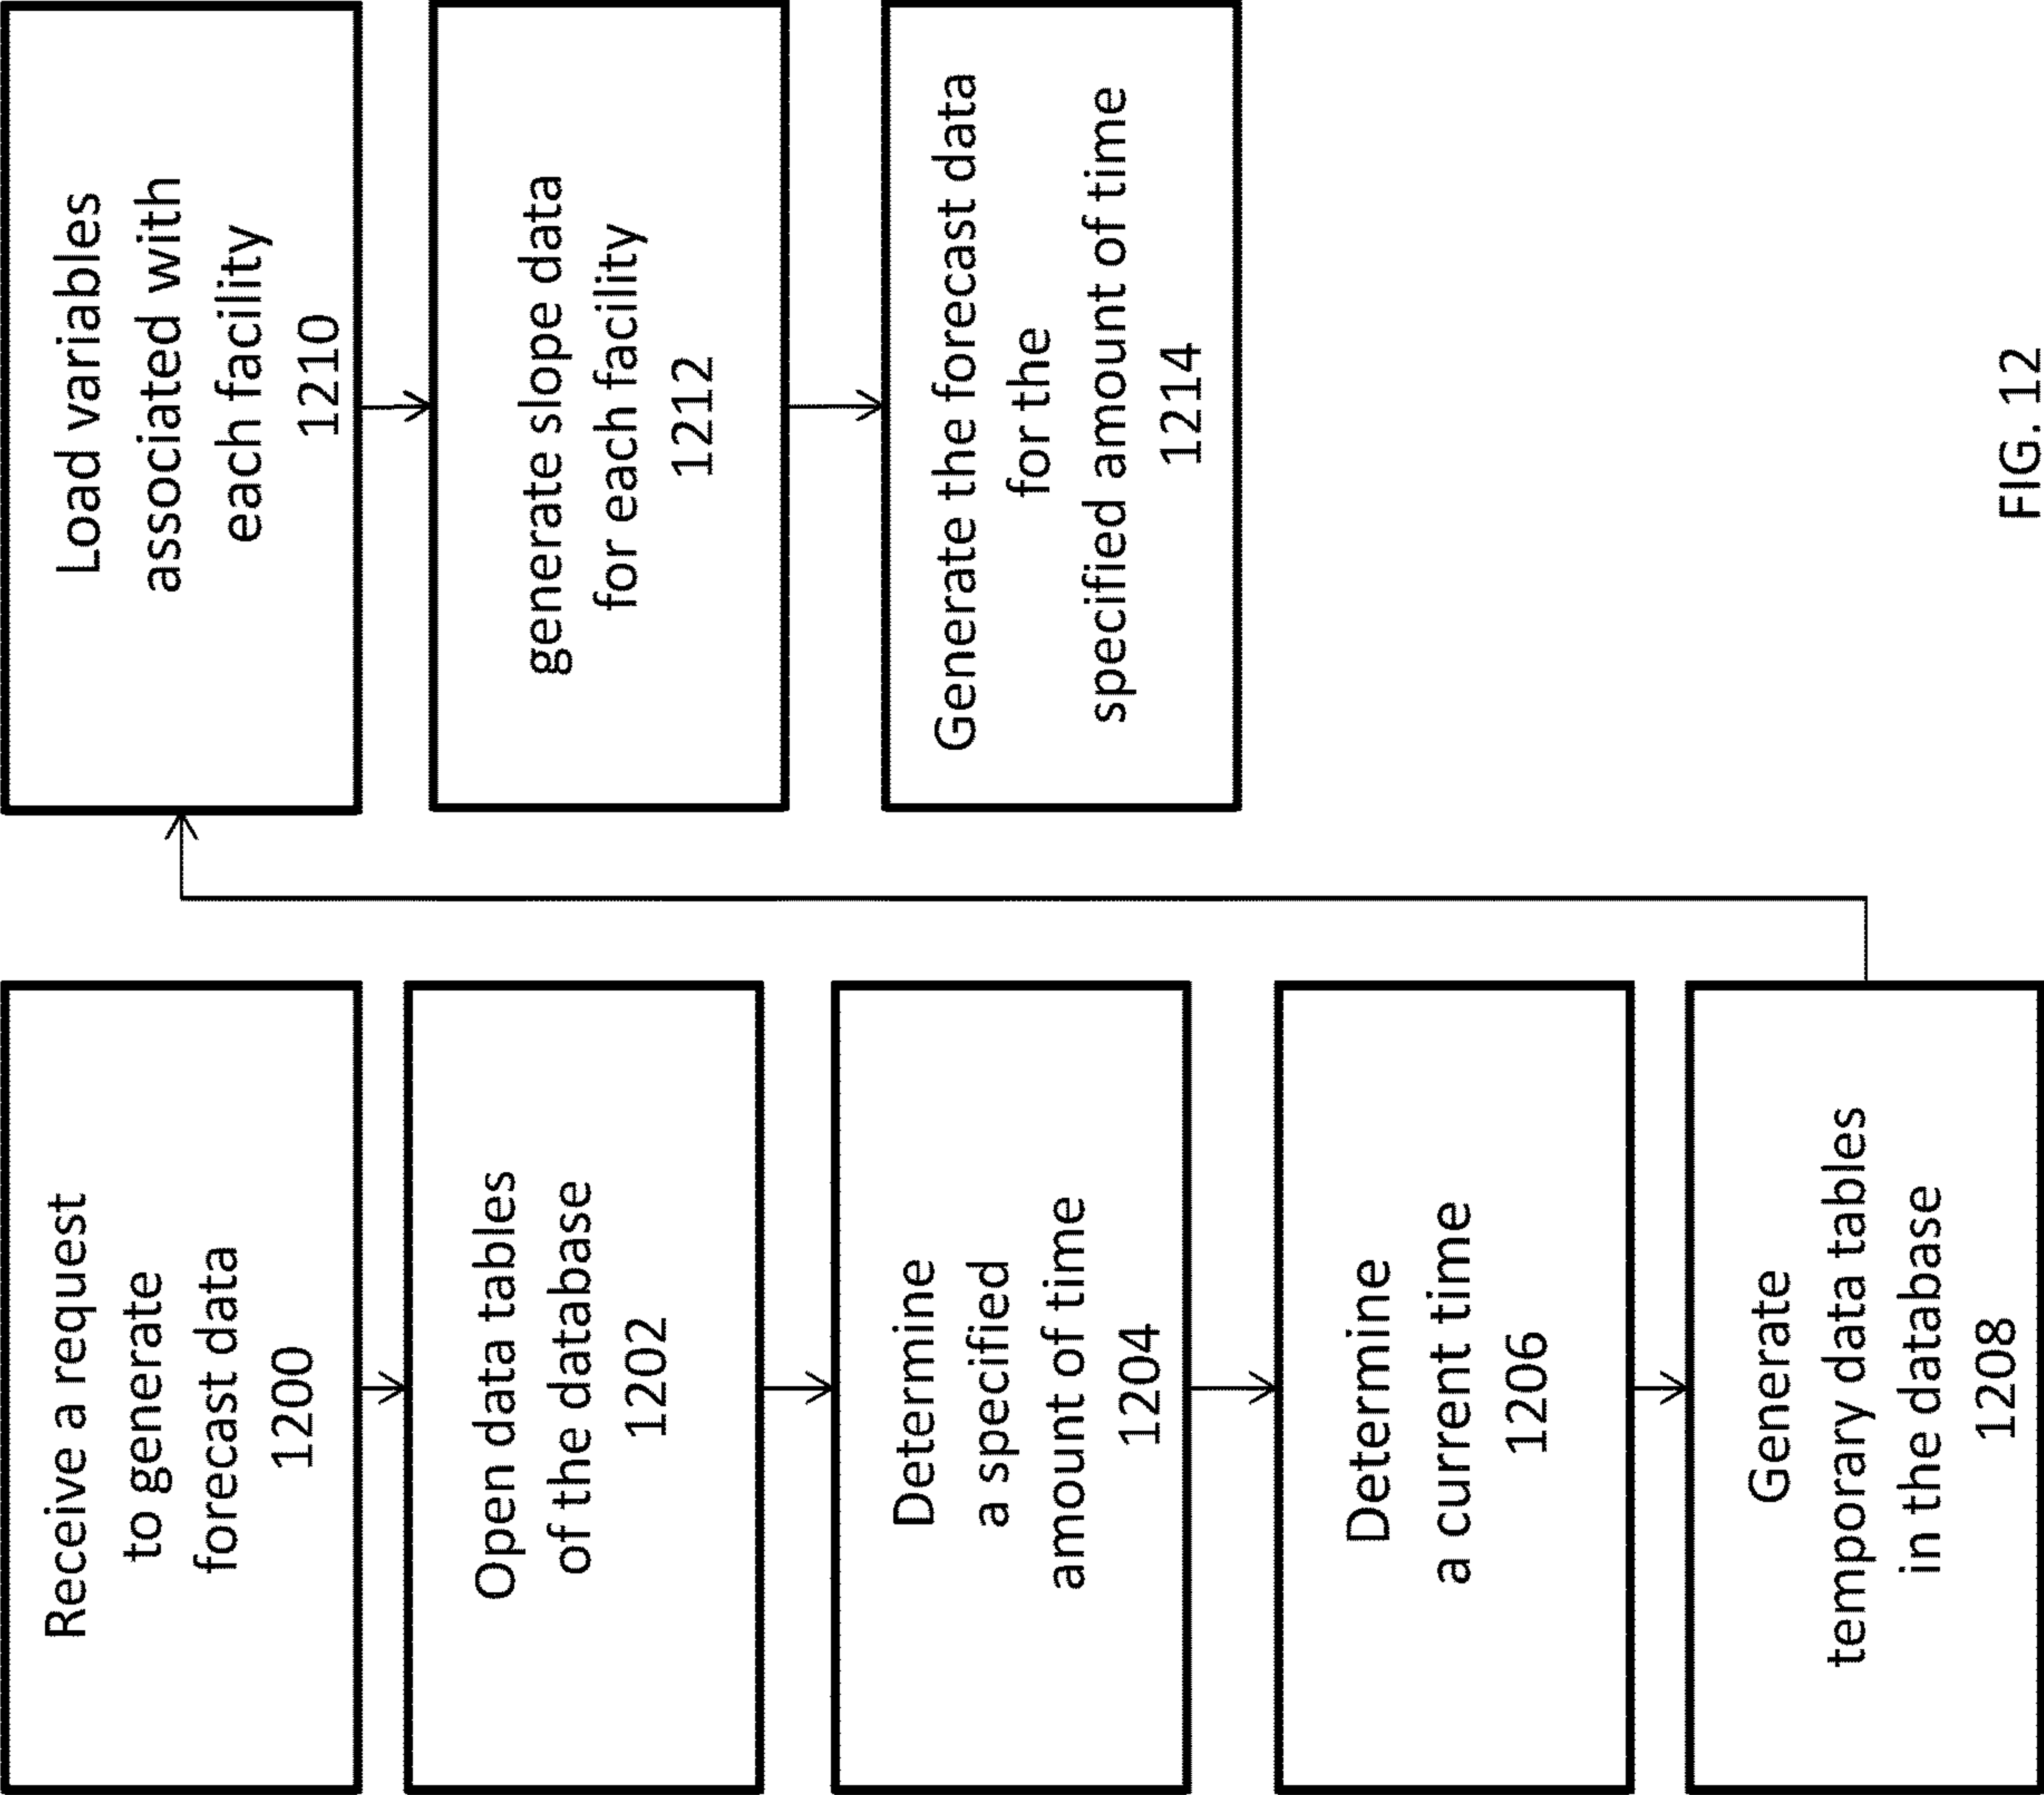 Receive a request
to generate
forecast data
1200
Open data tables
of the database
1202
Determine
a specified
amount of time
1204
Determine
a current time
1206
Generate
temporary data tables
in the database
1208
Load variables
associated with
each facility
1210
generate slope data
for each facility
1212
Generate the forecast data
for the
specified amount of time
1214
FIG. 12